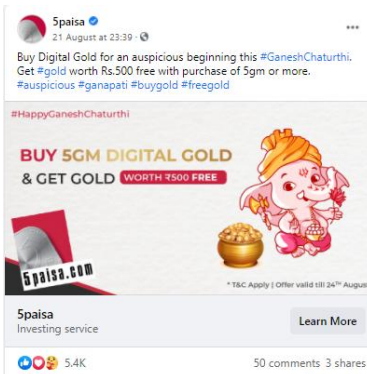 5paisa
21 August at 23:39
Buy Digital Gold for an auspicious beginning this #GaneshChaturthi.
Get #gold worth Rs.500 free with purchase of 5gm or more.
#auspicious #ganapati #buygold #freegold
#HappyGaneshChaturthi
BUY 5GM DIGITAL GOLD
& GET GOLD WORTH ₹500 FREE
5paisa.com
* T&C Apply | Offer valid till 24TH August
5paisa
Investing service
Learn More
5.4K
50 comments 3 shares